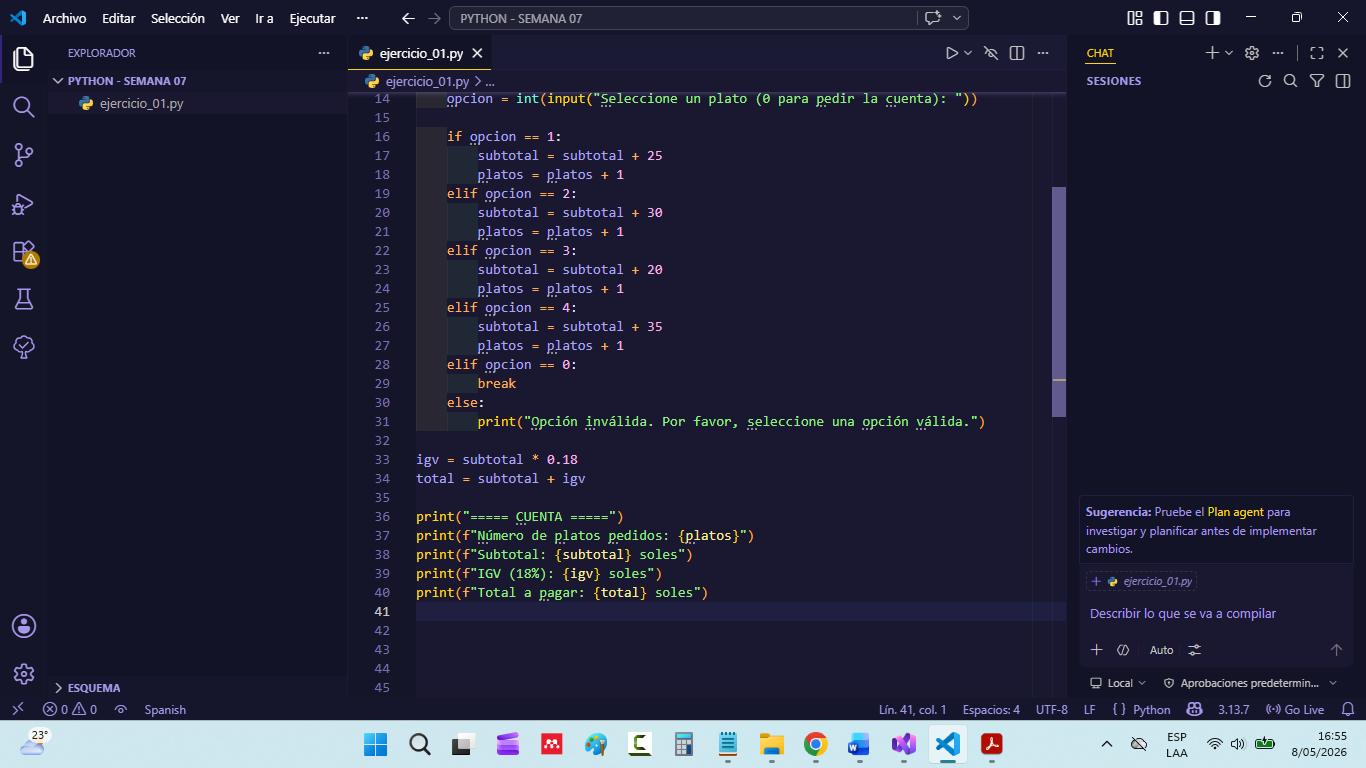 Archivo Editar Selección Ver Ir a Ejecutar ··· PYTHON - SEMANA 07
EXPLORADOR ···
PYTHON - SEMANA 07
ejercicio_01.py
ESQUEMA
ejercicio_01.py
ejercicio_01.py > ...
14 opcion = int(input("Seleccione un plato (0 para pedir la cuenta): "))
15
16 if opcion == 1:
17 subtotal = subtotal + 25
18 platos = platos + 1
19 elif opcion == 2:
20 subtotal = subtotal + 30
21 platos = platos + 1
22 elif opcion == 3:
23 subtotal = subtotal + 20
24 platos = platos + 1
25 elif opcion == 4:
26 subtotal = subtotal + 35
27 platos = platos + 1
28 elif opcion == 0:
29 break
30 else:
31 print("Opción inválida. Por favor, seleccione una opción válida.")
32
33 igv = subtotal * 0.18
34 total = subtotal + igv
35
36 print("===== CUENTA =====")
37 print(f"Número de platos pedidos: {platos}")
38 print(f"Subtotal: {subtotal} soles")
39 print(f"IGV (18%): {igv} soles")
40 print(f"Total a pagar: {total} soles")
41
42
43
44
45
CHAT
SESIONES
Sugerencia: Pruebe el Plan agent para
investigar y planificar antes de implementar
cambios.
ejercicio_01.py
Describir lo que se va a compilar
Auto
Local Aprobaciones predetermin...
0 0 Spanish Lín. 41, col. 1 Espacios: 4 UTF-8 LF { } Python 3.13.7 Go Live
23°
ESP
LAA
16:55
8/05/2026